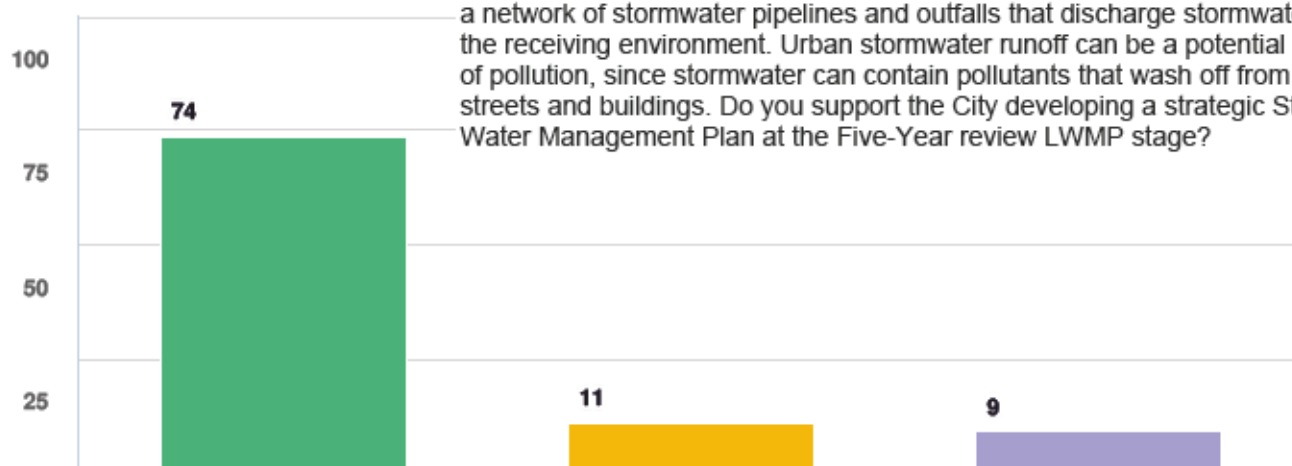 a network of stormwater pipelines and outfalls that discharge
the receiving environment. Urban stormwater runoff can be a potential
of pollution, since stormwater can contain pollutants that wash off from
streets and buildings. Do you support the City developing a strategic
Water Management Plan at the Five-Year review LWMP stage?
100
74
75
50
25
11
9